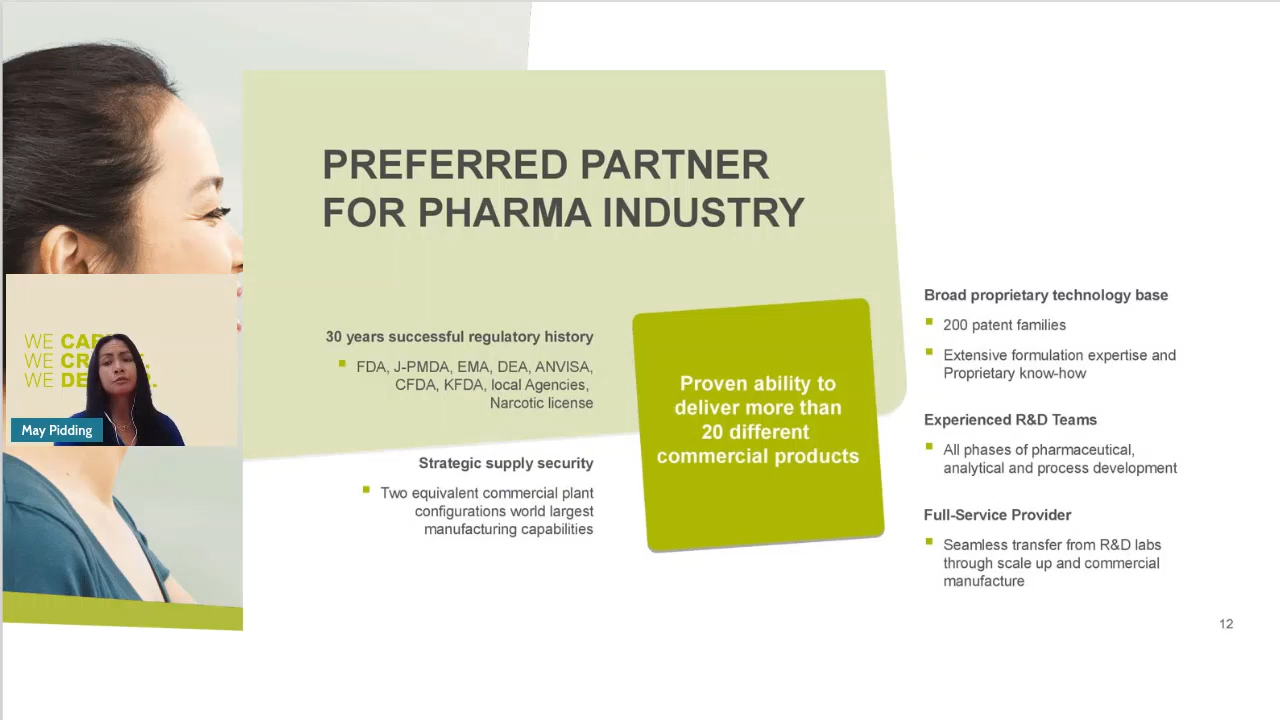 PREFERRED PARTNER
FOR PHARMA INDUSTRY
30 years successful regulatory history
FDA, J-PMDA, EMA, DEA, ANVISA,
CFDA, KFDA, local Agencies,
Narcotic license
Strategic supply security
Two equivalent commercial plant
configurations world largest
manufacturing capabilities
Proven ability to
deliver more than
20 different
commercial products
Broad proprietary technology base
200 patent families
Extensive formulation expertise and
Proprietary know-how
Experienced R&D Teams
All phases of pharmaceutical,
analytical and process development
Full-Service Provider
Seamless transfer from R&D labs
through scale up and commercial
manufacture
12
WE
WE
WE
May Pidding